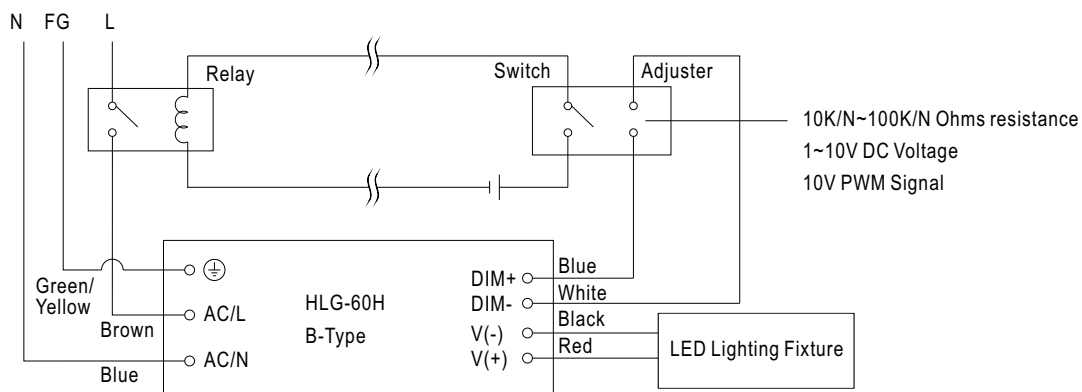 N FG L
Relay
Switch
Adjuster
10K/N~100K/N Ohms resistance
1~10V DC Voltage
10V PWM Signal
Green/
Yellow
Brown
Blue
AC/L
AC/N
HLG-60H
B-Type
DIM+
DIM-
V(-)
V(+)
Blue
White
Black
Red
LED Lighting Fixture